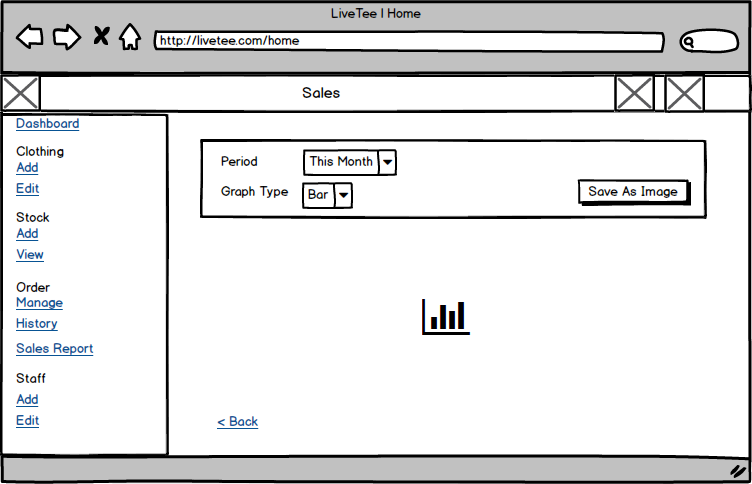 LiveTee | Home
http://livetee.com/home
Sales
Dashboard
Clothing
Add
Edit
Stock
Add
View
Order
Manage
History
Sales Report
Staff
Add
Edit
Period This Month
Graph Type Bar
Save As Image
< Back